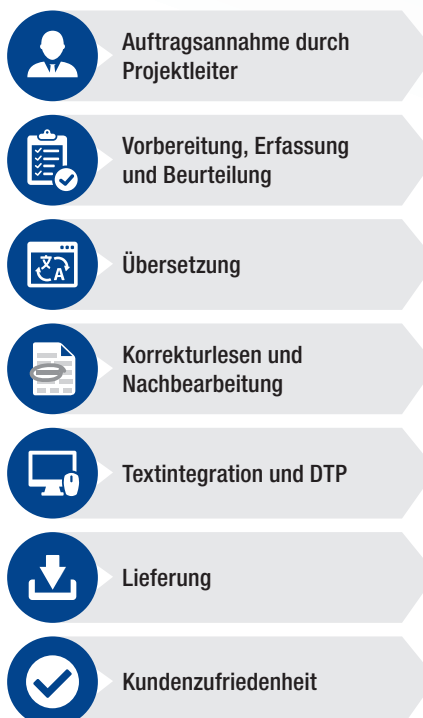 Auftragsannahme durch
Projektleiter
Vorbereitung, Erfassung
und Beurteilung
Übersetzung
Korrekturlesen und
Nachbearbeitung
Textintegration und DTP
Lieferung
Kundenzufriedenheit